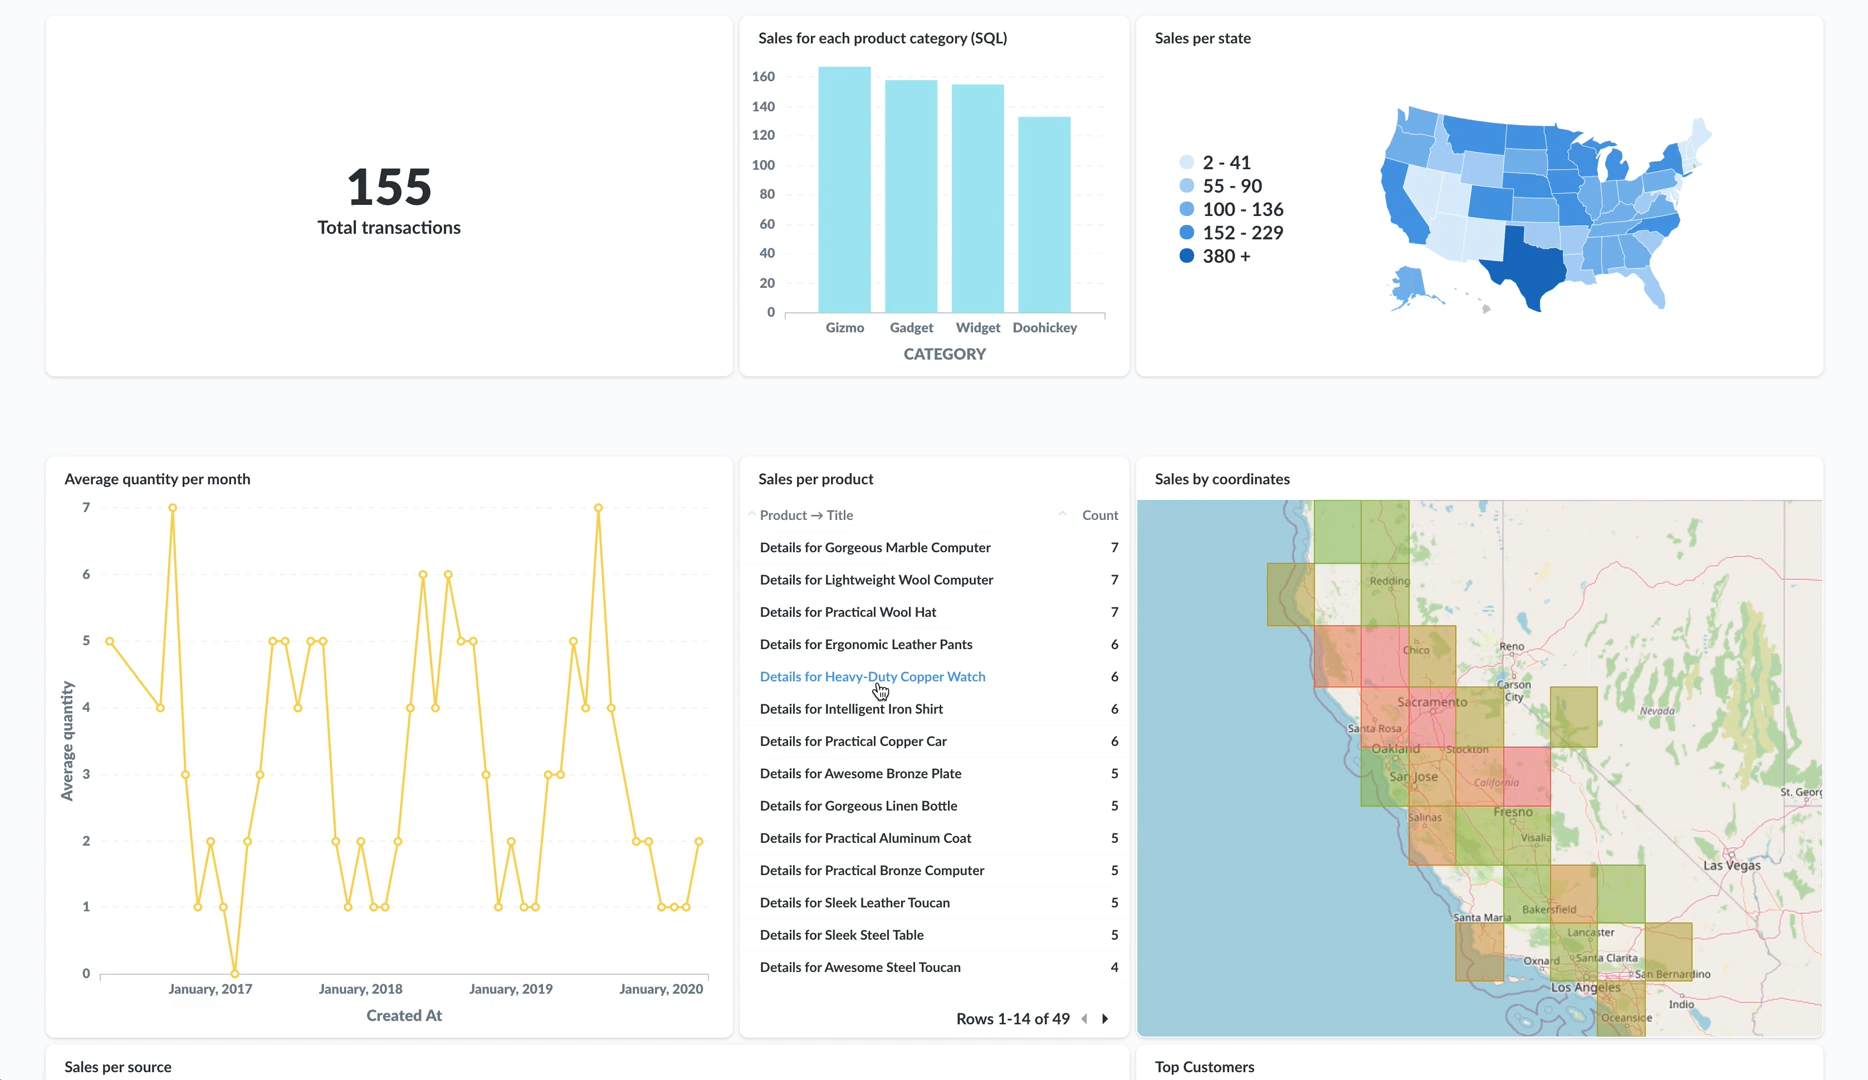 155
Total transactions
Sales for each product category (SQL)
160
140
120
100
80
60
40
20
0
Gizmo Gadget Widget Doohickey
CATEGORY
Sales per state
2 - 41
55 - 90
100 - 136
152 - 229
380 +
Average quantity per month
7
6
5
4
3
2
1
0
Average quantity
January, 2017 January, 2018 January, 2019 January, 2020
Created At
Sales per product
Product → Title Count
Details for Gorgeous Marble Computer 7
Details for Lightweight Wool Computer 7
Details for Practical Wool Hat 7
Details for Ergonomic Leather Pants 6
Details for Heavy-Duty Copper Watch 6
Details for Intelligent Iron Shirt 6
Details for Practical Copper Car 6
Details for Awesome Bronze Plate 5
Details for Gorgeous Linen Bottle 5
Details for Practical Aluminum Coat 5
Details for Practical Bronze Computer 5
Details for Sleek Leather Toucan 5
Details for Sleek Steel Table 5
Details for Awesome Steel Toucan 4
Rows 1-14 of 49
Sales by coordinates
Redding
Chico
Reno
Carson
City
Sacramento
Nevada
Santa Rosa
Oakland
Stockton
San Jose
California
St. Georg
Salinas
Fresno
Visalia
Las Vegas
Bakersfield
Santa Maria
Lancaster
Oxnard
Santa Clarita
San Bernardino
Los Angeles
Indio
Oceanside
Sales per source
Top Customers